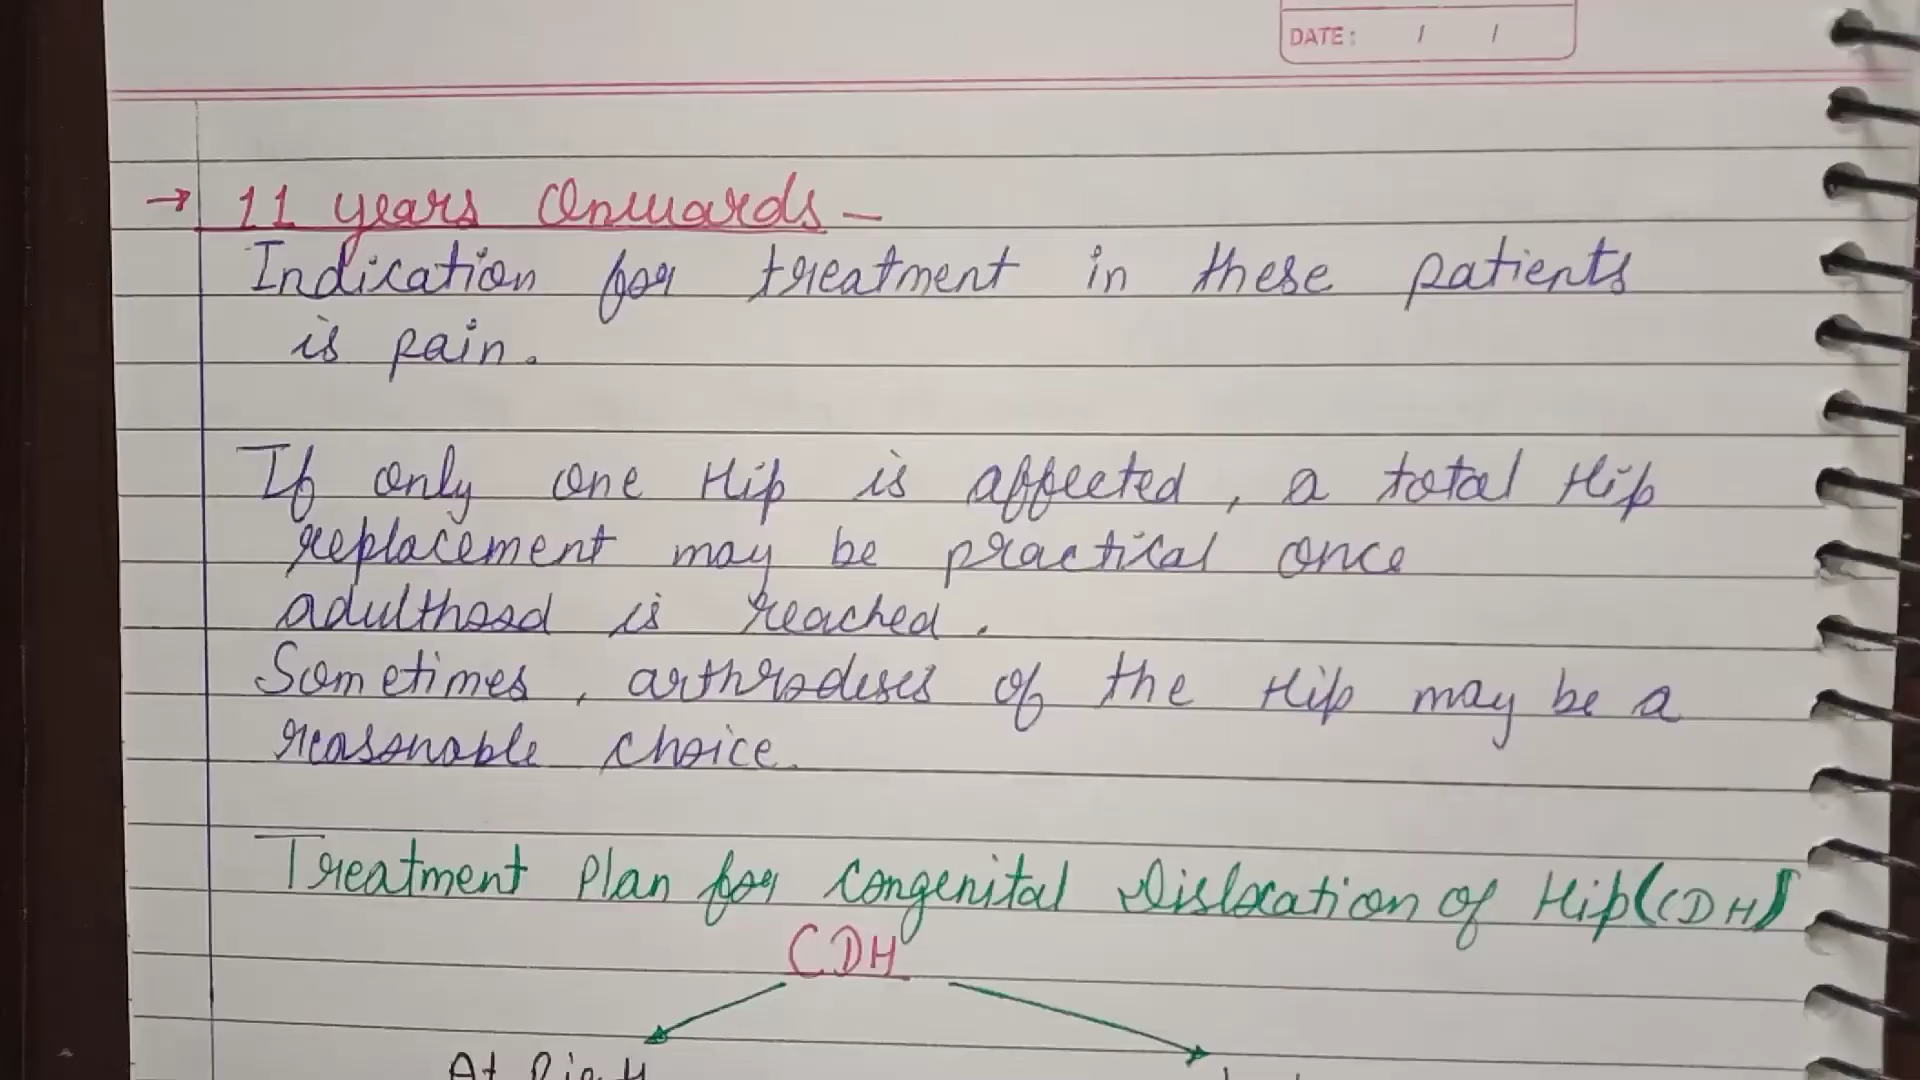 DATE: / /
→ 11 years Onwards -
Indication for treatment in these patients
is pain.
If only one Hip is affected, a total Hip
replacement may be practical once
adulthood is reached.
Sometimes, arthrodeses of the Hip may be a
reasonable choice.
Treatment Plan for Congenital Dislocation of Hip (CDH)
CDH
At Birth